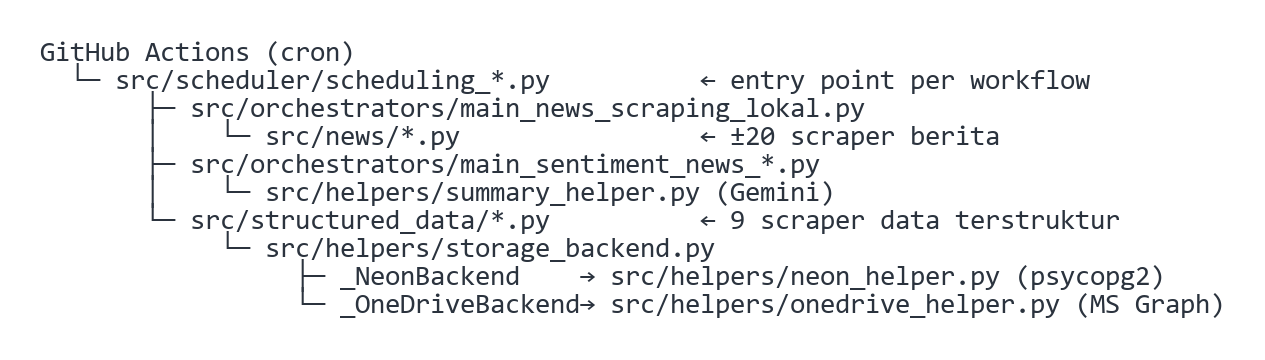 GitHub Actions (cron)
  └─ src/scheduler/scheduling_*.py          ← entry point per workflow
       ├─ src/orchestrators/main_news_scraping_lokal.py
       │    └─ src/news/*.py                ← ±20 scraper berita
       ├─ src/orchestrators/main_sentiment_news_*.py
       │    └─ src/helpers/summary_helper.py (Gemini)
       └─ src/structured_data/*.py          ← 9 scraper data terstruktur
            └─ src/helpers/storage_backend.py
                 ├─ _NeonBackend    → src/helpers/neon_helper.py (psycopg2)
                 └─ _OneDriveBackend→ src/helpers/onedrive_helper.py (MS Graph)